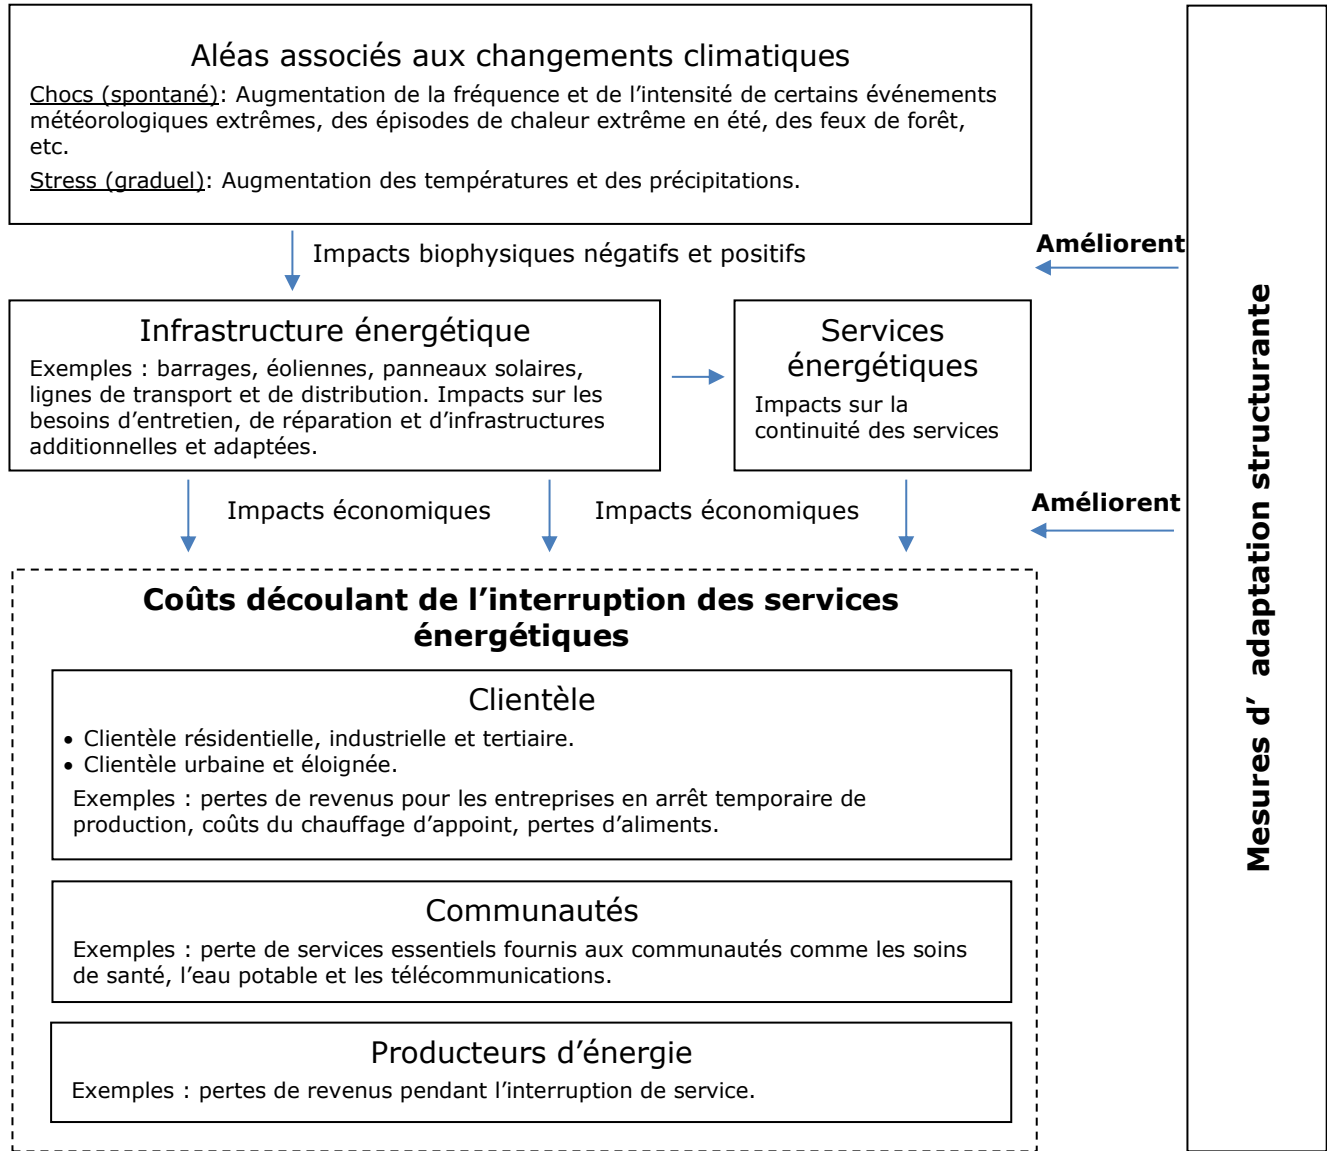 Aléas associés aux changements climatiques
Chocs (spontané): Augmentation de la fréquence et de l’intensité de certains événements
météorologiques extrêmes, des épisodes de chaleur extrême en été, des feux de forêt,
etc.
Stress (graduel): Augmentation des températures et des précipitations.
Impacts biophysiques négatifs et positifs
Améliorent
Infrastructure énergétique
Exemples : barrages, éoliennes, panneaux solaires,
lignes de transport et de distribution. Impacts sur les
besoins d’entretien, de réparation et d’infrastructures
additionnelles et adaptées.
Services
énergétiques
Impacts sur la
continuité des services
Impacts économiques
Impacts économiques
Améliorent
Coûts découlant de l’interruption des services
énergétiques
Clientèle
• Clientèle résidentielle, industrielle et tertiaire.
• Clientèle urbaine et éloignée.
Exemples : pertes de revenus pour les entreprises en arrêt temporaire de
production, coûts du chauffage d’appoint, pertes d’aliments.
Communautés
Exemples : perte de services essentiels fournis aux communautés comme les soins
de santé, l’eau potable et les télécommunications.
Producteurs d’énergie
Exemples : pertes de revenus pendant l’interruption de service.
Mesures d’ adaptation structurante